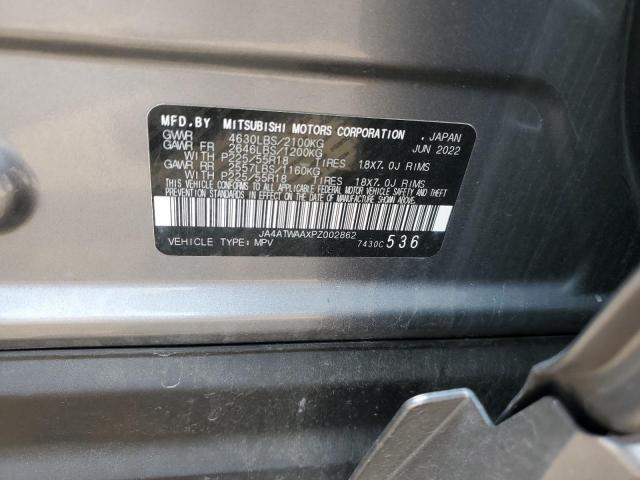 MFD.BY MITSUBISHI MOTORS CORPORATION , JAPAN
GVWR 4630LBS/2100KG JUN 2022
GAWR FR 2646LBS/1200KG
WITH P225/55R18 TIRES 18X7.0J RIMS
GAWR RR 2557LBS/1160KG
WITH P225/55R18 TIRES 18X7.0J RIMS
THIS VEHICLE CONFORMS TO ALL APPLICABLE FEDERAL MOTOR VEHICLE SAFETY, BUMPER, AND THEFT
PREVENTION STANDARDS IN EFFECT ON THE DATE OF MANUFACTURE SHOWN ABOVE.
JA4ATWAAXPZ002862
VEHICLE TYPE: MPV 7430C 536